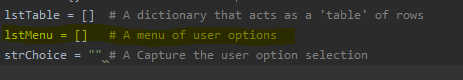 lstTable = []  # A dictionary that acts as a 'table' of rows
lstMenu = []   # A menu of user options
strChoice = "" # A Capture the user option selection